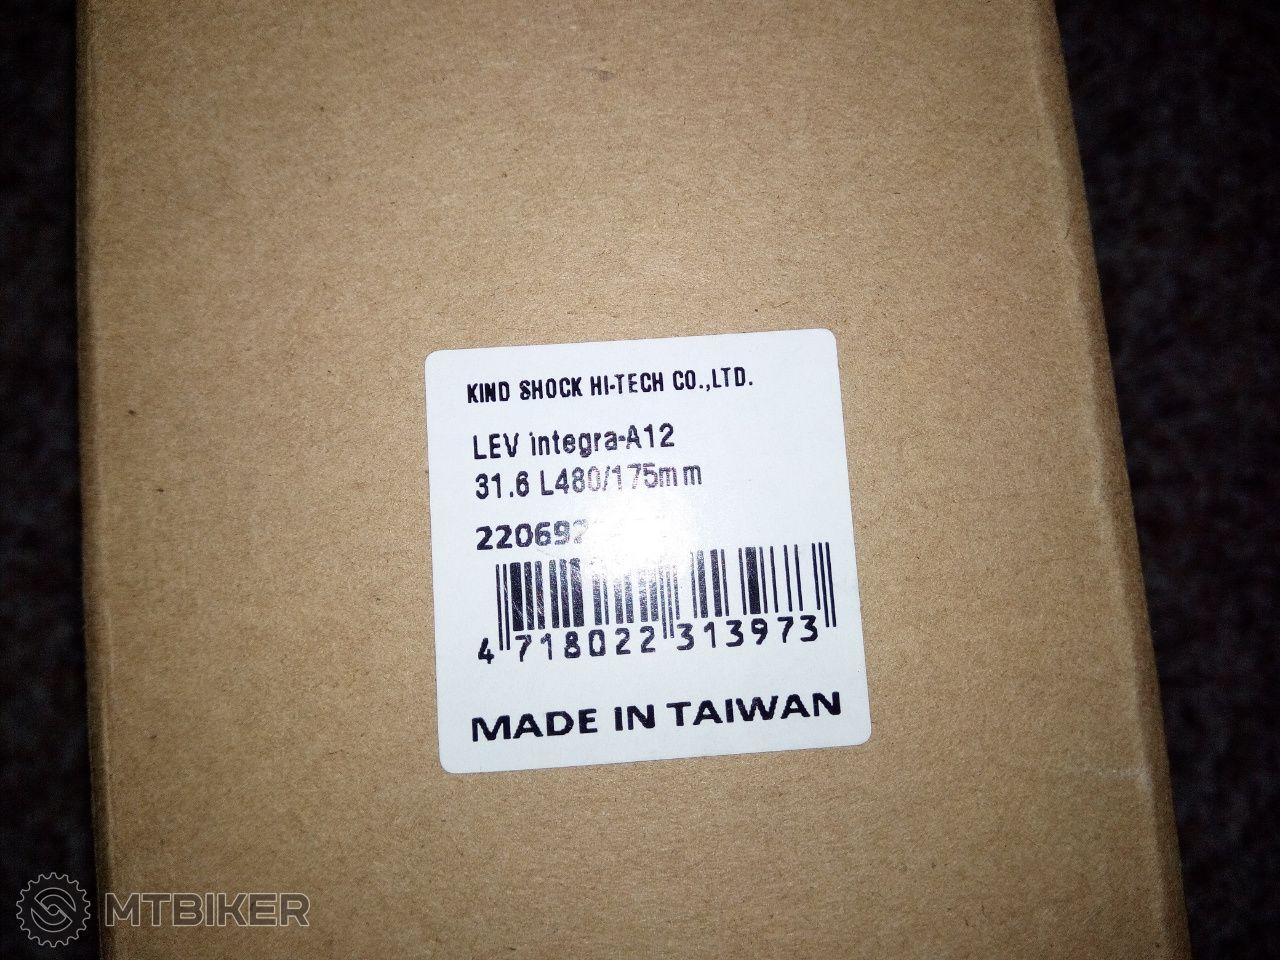 KIND SHOCK HI-TECH CO.,LTD.
LEV integra-A12
31.6 L480/175mm
4 718022 313973
MADE IN TAIWAN
MTBIKER